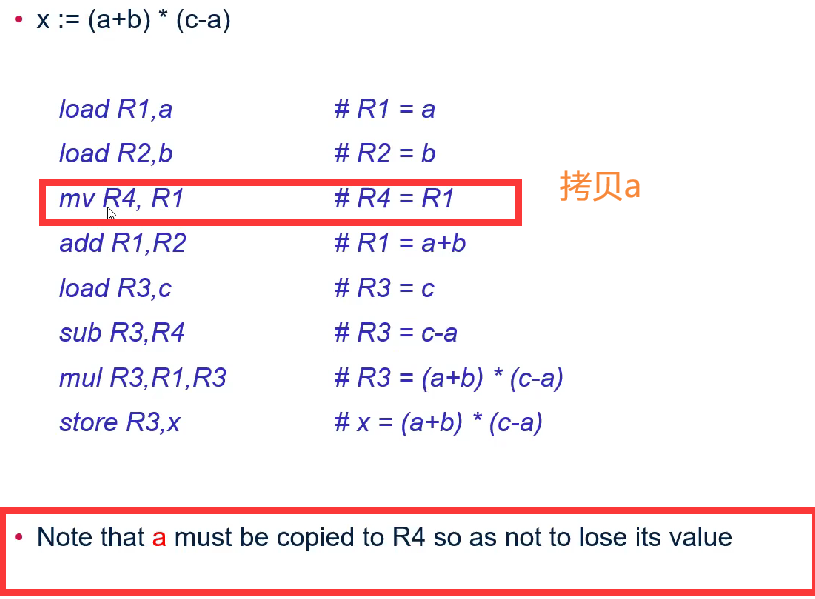 • x := (a+b) * (c-a)
load R1,a # R1 = a
load R2,b # R2 = b
mv R4, R1 # R4 = R1 拷贝a
add R1,R2 # R1 = a+b
load R3,c # R3 = c
sub R3,R4 # R3 = c-a
mul R3,R1,R3 # R3 = (a+b) * (c-a)
store R3,x # x = (a+b) * (c-a)
• Note that a must be copied to R4 so as not to lose its value